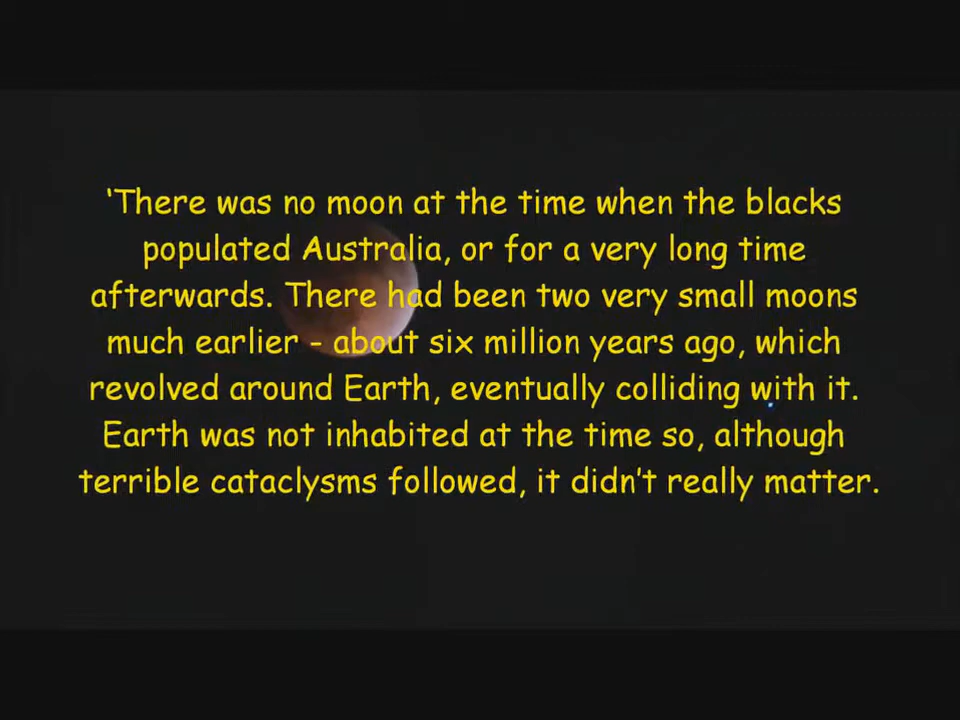 ‘There was no moon at the time when the blacks
populated Australia, or for a very long time
afterwards. There had been two very small moons
much earlier - about six million years ago, which
revolved around Earth, eventually colliding with it.
Earth was not inhabited at the time so, although
terrible cataclysms followed, it didn't really matter.